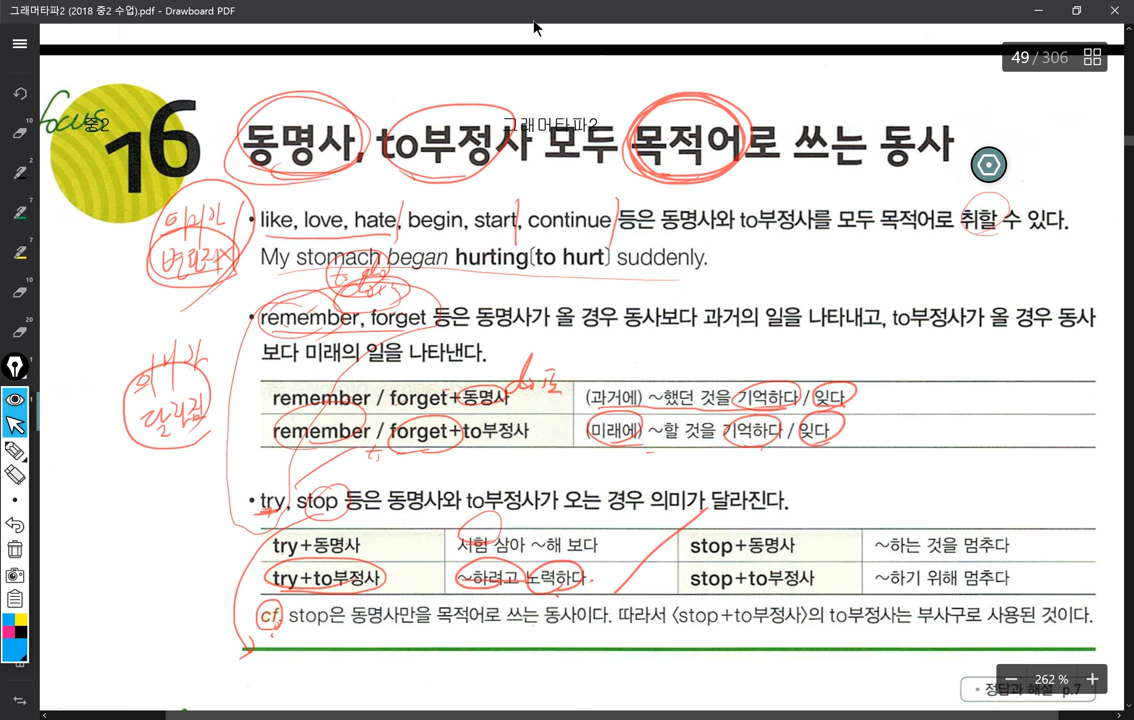 그래머타파2 (2018 중2 수업).pdf - Drawboard PDF
49 / 306
focus
중2
16
그래머타파2
동명사, to부정사 모두 목적어로 쓰는 동사
• like, love, hate, begin, start, continue 등은 동명사와 to부정사를 모두 목적어로 취할 수 있다.
My stomach began hurting[to hurt] suddenly.
의미가
변화 X
• remember, forget 등은 동명사가 올 경우 동사보다 과거의 일을 나타내고, to부정사가 올 경우 동사
보다 미래의 일을 나타낸다.
의미가
달라짐
remember / forget+동명사
(과거에) ~했던 것을 기억하다 / 잊다
remember / forget+to부정사
(미래에) ~할 것을 기억하다 / 잊다
• try, stop 등은 동명사와 to부정사가 오는 경우 의미가 달라진다.
try+동명사
시험 삼아 ~해 보다
stop+동명사
~하는 것을 멈추다
try+to부정사
~하려고 노력하다
stop+to부정사
~하기 위해 멈추다
cf. stop은 동명사만을 목적어로 쓰는 동사이다. 따라서 〈stop+to부정사〉의 to부정사는 부사구로 사용된 것이다.
• 정답과 해설 p.7
262 %
10
2
7
7
10
20
1
1